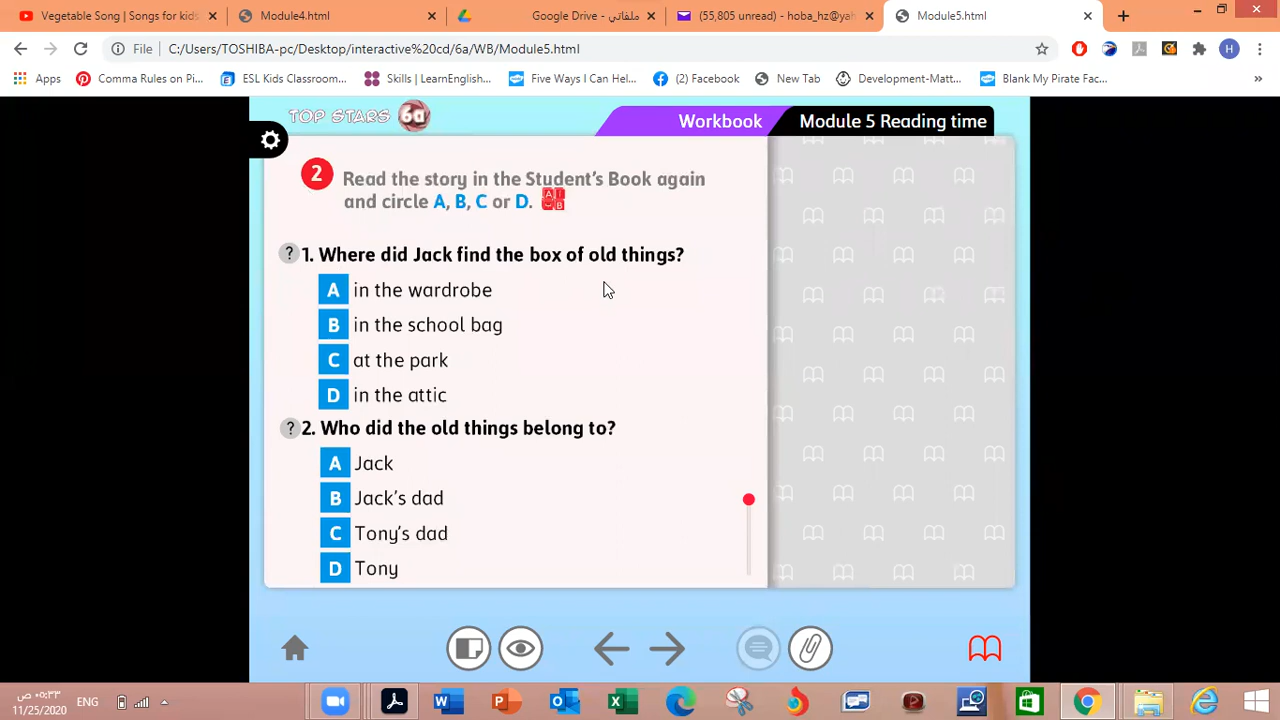 Vegetable Song | Songs for kids
Module4.html
ملفاتي - Google Drive
(55,805 unread) - hoba_hz@yah
Module5.html
File
C:/Users/TOSHIBA-pc/Desktop/interactive%20cd/6a/WB/Module5.html
H
Apps
Comma Rules on Pi...
ESL Kids Classroom...
Skills | LearnEnglish...
Five Ways I Can Hel...
(2) Facebook
New Tab
Development-Matt...
Blank My Pirate Fac...
»
TOP STARS 6a
Workbook
Module 5 Reading time
2
Read the story in the Student's Book again
and circle A, B, C or D.
? 1. Where did Jack find the box of old things?
A in the wardrobe
B in the school bag
C at the park
D in the attic
? 2. Who did the old things belong to?
A Jack
B Jack's dad
C Tony's dad
D Tony
٠٥:٣٣ ص
11/25/2020
ENG